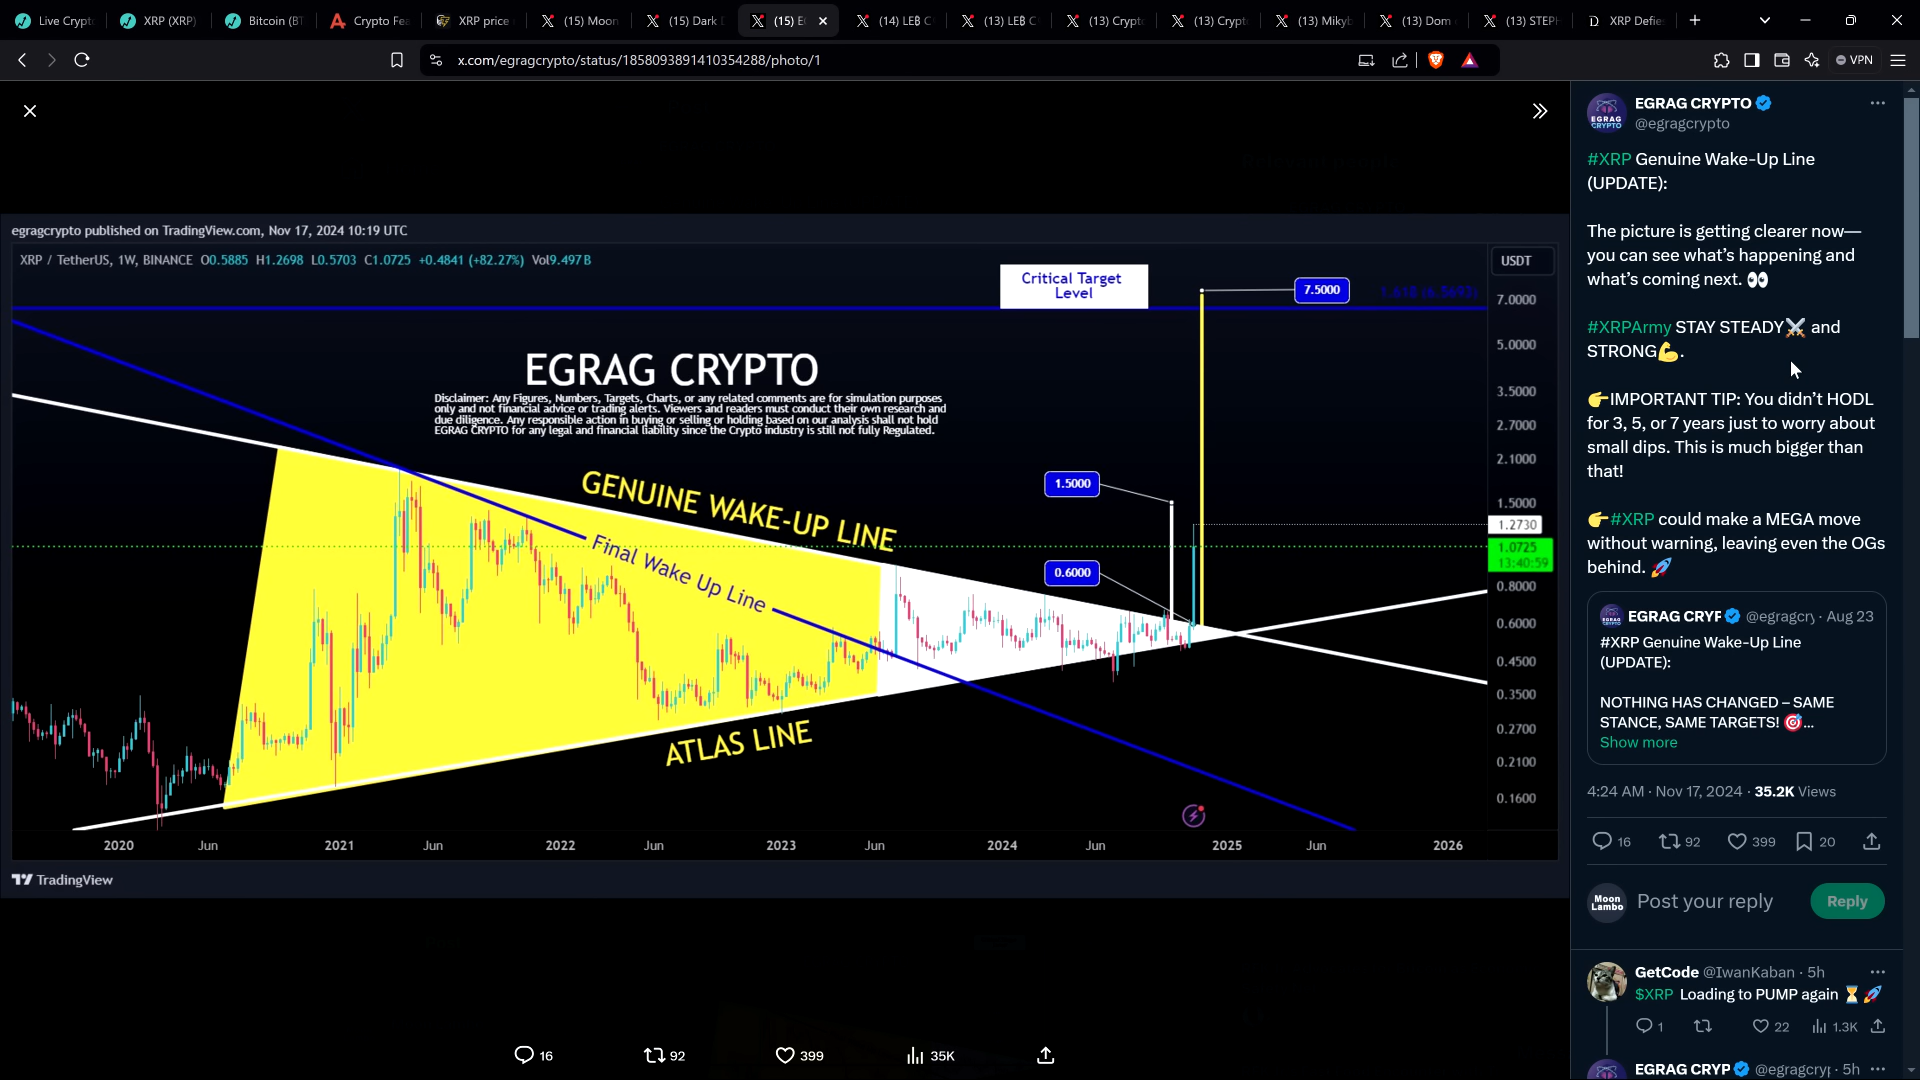 Live Crypt
XRP (XRP)
Bitcoin (BT
Crypto Fea
XRP price
(15) Moon
(15) Dark
(15) E
(14) LEB C
(13) LEB C
(13) Crypt
(13) Crypt
(13) Mikyb
(13) Dom
(13) STEPH
XRP Defie
x.com/egragcrypto/status/1858093891410354288/photo/1
VPN
egragcrypto published on TradingView.com, Nov 17, 2024 10:19 UTC
XRP / TetherUS, 1W, BINANCE O0.5885 H1.2698 L0.5703 C1.0725 +0.4841 (+82.27%) Vol9.497B
USDT
Critical Target
Level
7.5000
1.618 (6.5693)
EGRAG CRYPTO
Disclaimer: Any Figures, Numbers, Targets, Charts, or any related comments are for simulation purposes
only and not financial advice or trading alerts. Viewers and readers must conduct their own research and
due diligence. Any responsible action in buying or selling or holding based on our analysis shall not hold
EGRAG CRYPTO for any legal and financial liability since the Crypto industry is still not fully Regulated.
GENUINE WAKE-UP LINE
Final Wake Up Line
ATLAS LINE
1.5000
0.6000
7.0000
5.0000
3.5000
2.7000
2.1000
1.5000
1.2730
1.0725
13:40:59
0.8000
0.6000
0.4500
0.3500
0.2700
0.2100
0.1600
2020
Jun
2021
Jun
2022
Jun
2023
Jun
2024
Jun
2025
Jun
2026
TradingView
16
92
399
35K
EGRAG CRYPTO
@egragcrypto
#XRP Genuine Wake-Up Line
(UPDATE):
The picture is getting clearer now—
you can see what's happening and
what's coming next. 👀
#XRPArmy STAY STEADY⚔️ and
STRONG💪.
👉IMPORTANT TIP: You didn't HODL
for 3, 5, or 7 years just to worry about
small dips. This is much bigger than
that!
👉#XRP could make a MEGA move
without warning, leaving even the OGs
behind. 🚀
EGRAG CRYP @egragcry · Aug 23
#XRP Genuine Wake-Up Line
(UPDATE):
NOTHING HAS CHANGED – SAME
STANCE, SAME TARGETS! 🎯...
Show more
4:24 AM · Nov 17, 2024 · 35.2K Views
16
92
399
20
Moon
Lambo
Post your reply
Reply
GetCode @IwanKaban · 5h
$XRP Loading to PUMP again ⏳🚀
1
22
1.3K
EGRAG CRYP @egragcryp · 5h